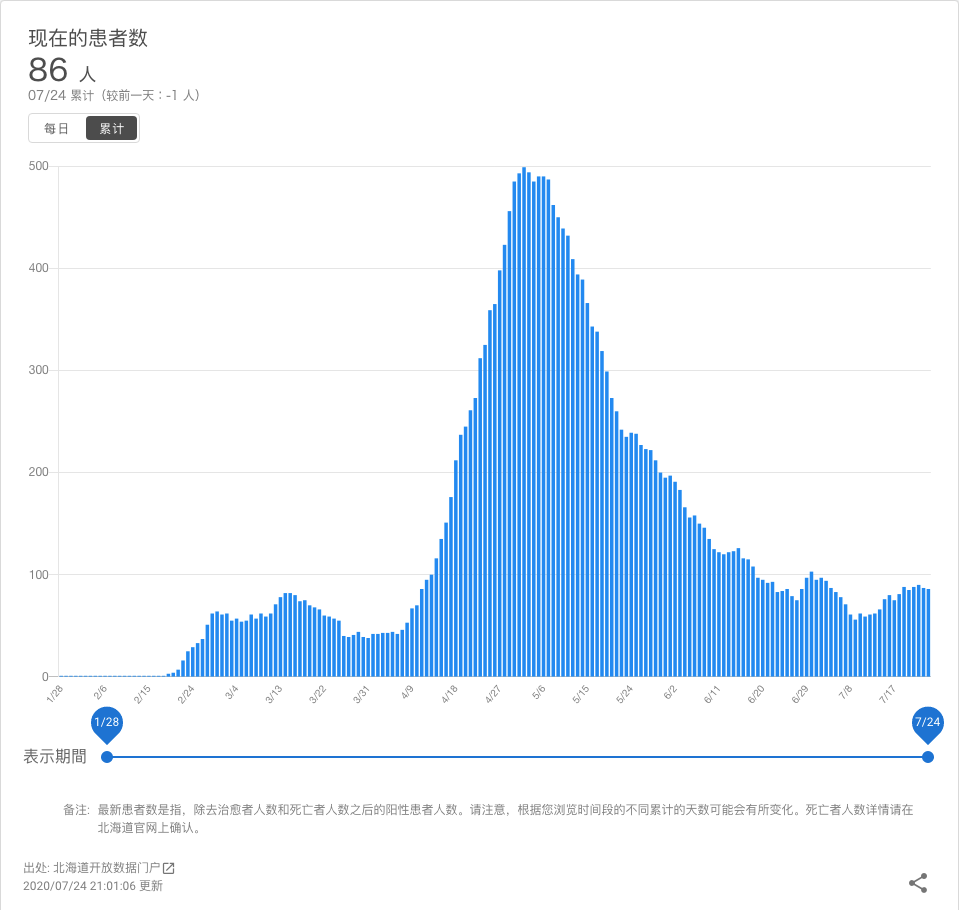 现在的患者数
86 人
07/24 累计（较前一天：-1 人）
每日 累计
500
400
300
200
100
0
1/28 2/6 2/15 2/24 3/4 3/13 3/22 3/31 4/9 4/18 4/27 5/6 5/15 5/24 6/2 6/11 6/20 6/29 7/8 7/17
1/28 7/24
表示期間
备注: 最新患者数是指，除去治愈者人数和死亡者人数之后的阳性患者人数。请注意，根据您浏览时间段的不同累计的天数可能会有所变化。死亡者人数详情请在
北海道官网上确认。
出处: 北海道开放数据门户
2020/07/24 21:01:06 更新